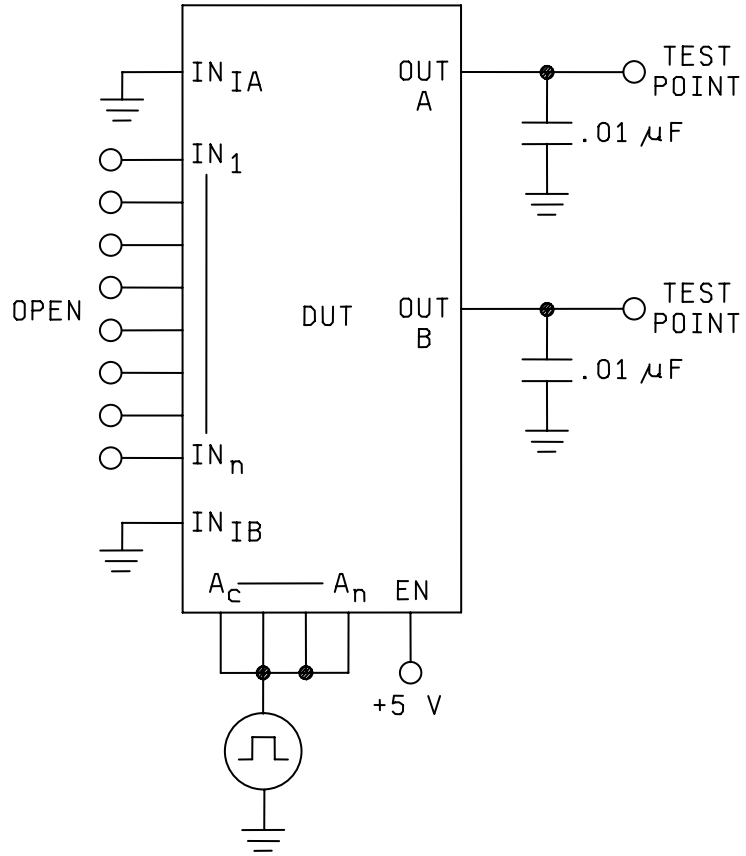 IN IA
OUT A
TEST POINT
.01 µF
IN 1
OPEN
DUT
OUT B
TEST POINT
.01 µF
IN n
IN IB
A c
A n
EN
+5 V